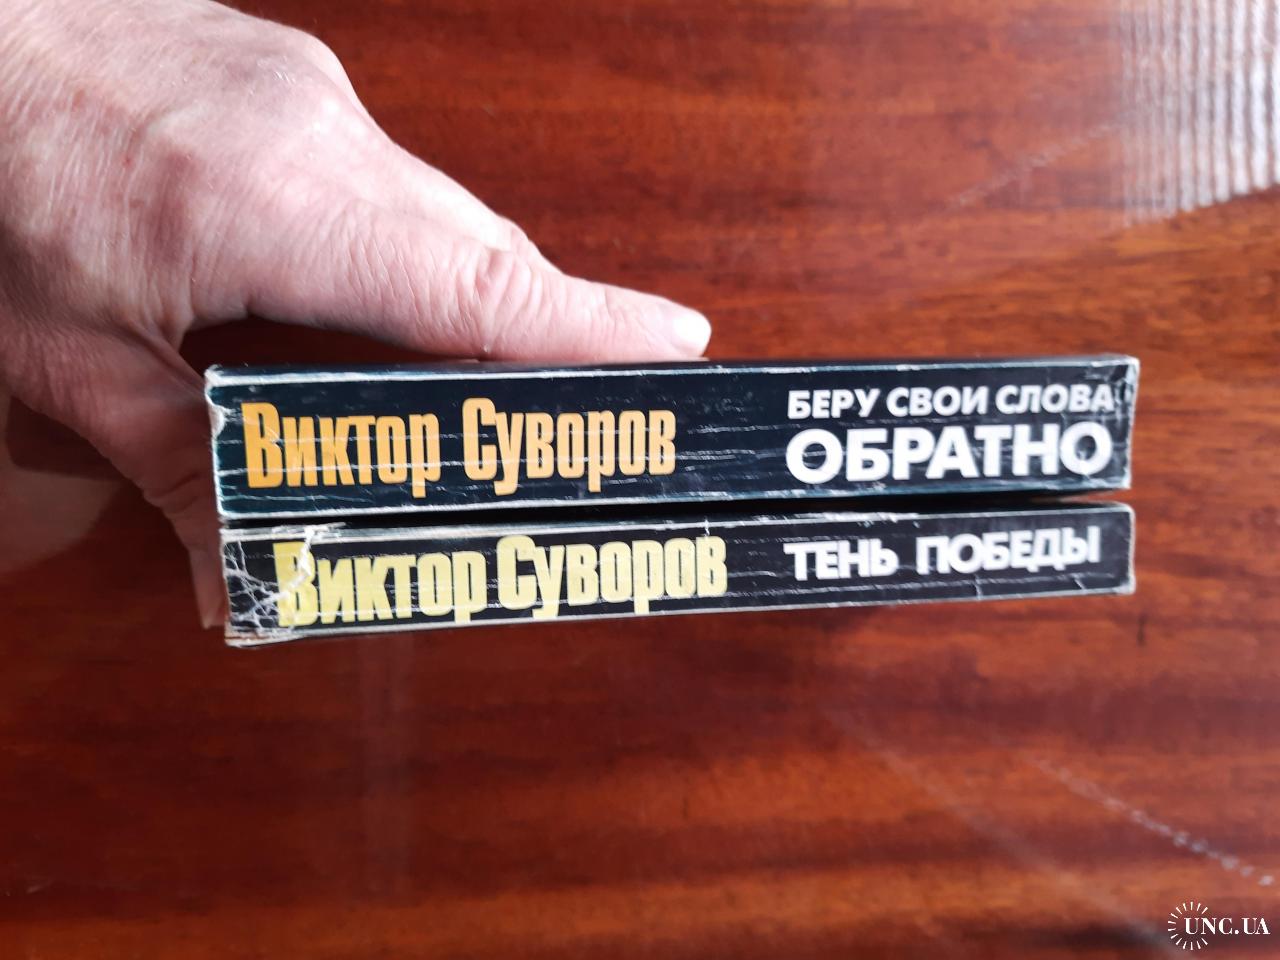 Виктор Суворов
БЕРУ СВОИ СЛОВА
ОБРАТНО
Виктор Суворов
ТЕНЬ ПОБЕДЫ
UNC.UA